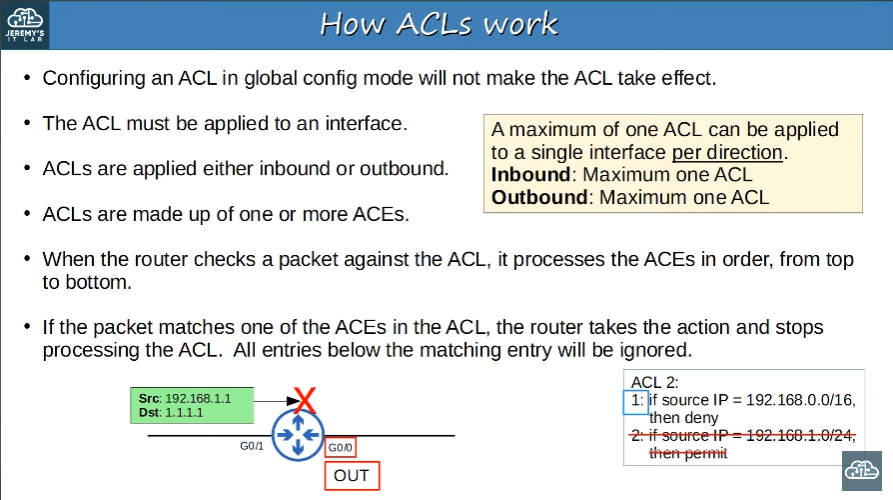 JEREMY'S
IT LAB
How ACLs work
• Configuring an ACL in global config mode will not make the ACL take effect.
• The ACL must be applied to an interface.
• ACLs are applied either inbound or outbound.
• ACLs are made up of one or more ACEs.
A maximum of one ACL can be applied
to a single interface per direction.
Inbound: Maximum one ACL
Outbound: Maximum one ACL
• When the router checks a packet against the ACL, it processes the ACEs in order, from top
to bottom.
• If the packet matches one of the ACEs in the ACL, the router takes the action and stops
processing the ACL. All entries below the matching entry will be ignored.
Src: 192.168.1.1
Dst: 1.1.1.1
X
G0/1
G0/0
OUT
ACL 2:
1: if source IP = 192.168.0.0/16,
then deny
2: if source IP = 192.168.1.0/24,
then permit